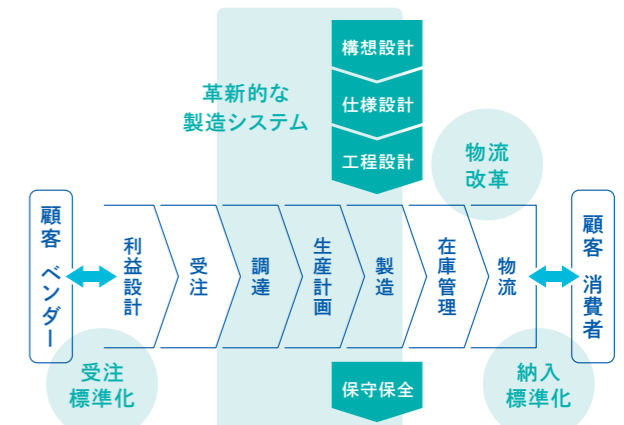 構想設計
仕様設計
工程設計
革新的な
製造システム
物流
改革
顧客 ベンダー
利益設計
受注
調達
生産計画
製造
在庫管理
物流
顧客 消費者
受注
標準化
保守保全
納入
標準化